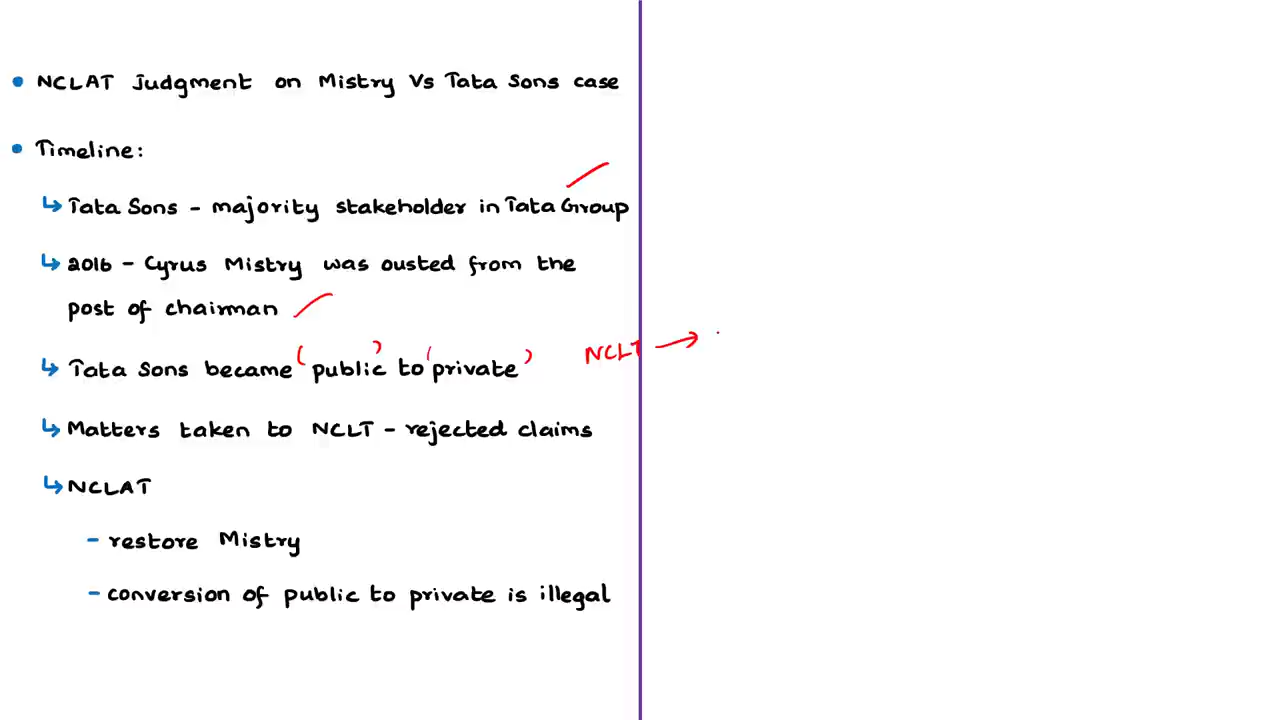 • NCLAT Judgment on Mistry Vs Tata Sons case
• Timeline:
↳ Tata Sons - majority stakeholder in Tata Group
↳ 2016 - Cyrus Mistry was ousted from the
post of chairman
↳ Tata Sons became (public) to (private)
NCLT →
↳ Matters taken to NCLT - rejected claims
↳ NCLAT
- restore Mistry
- conversion of public to private is illegal